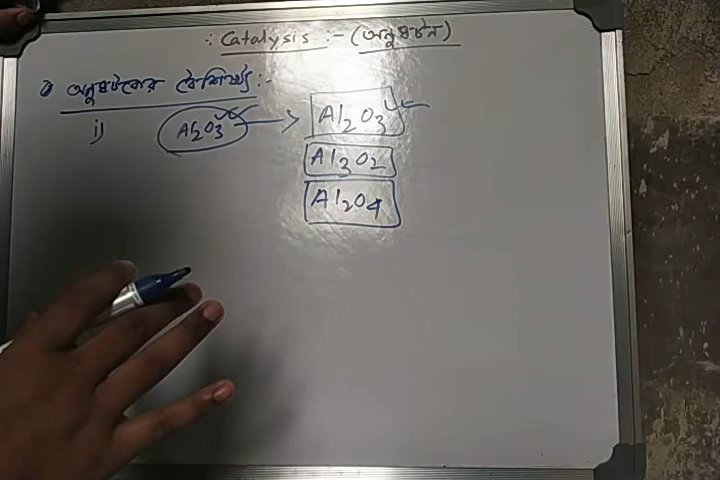 : Catalysis :- (অনুঘটন)
অনুঘটকের বৈশিষ্ট্য :-
i) Al2O3 → Al2O3
Al3O2
Al2O4